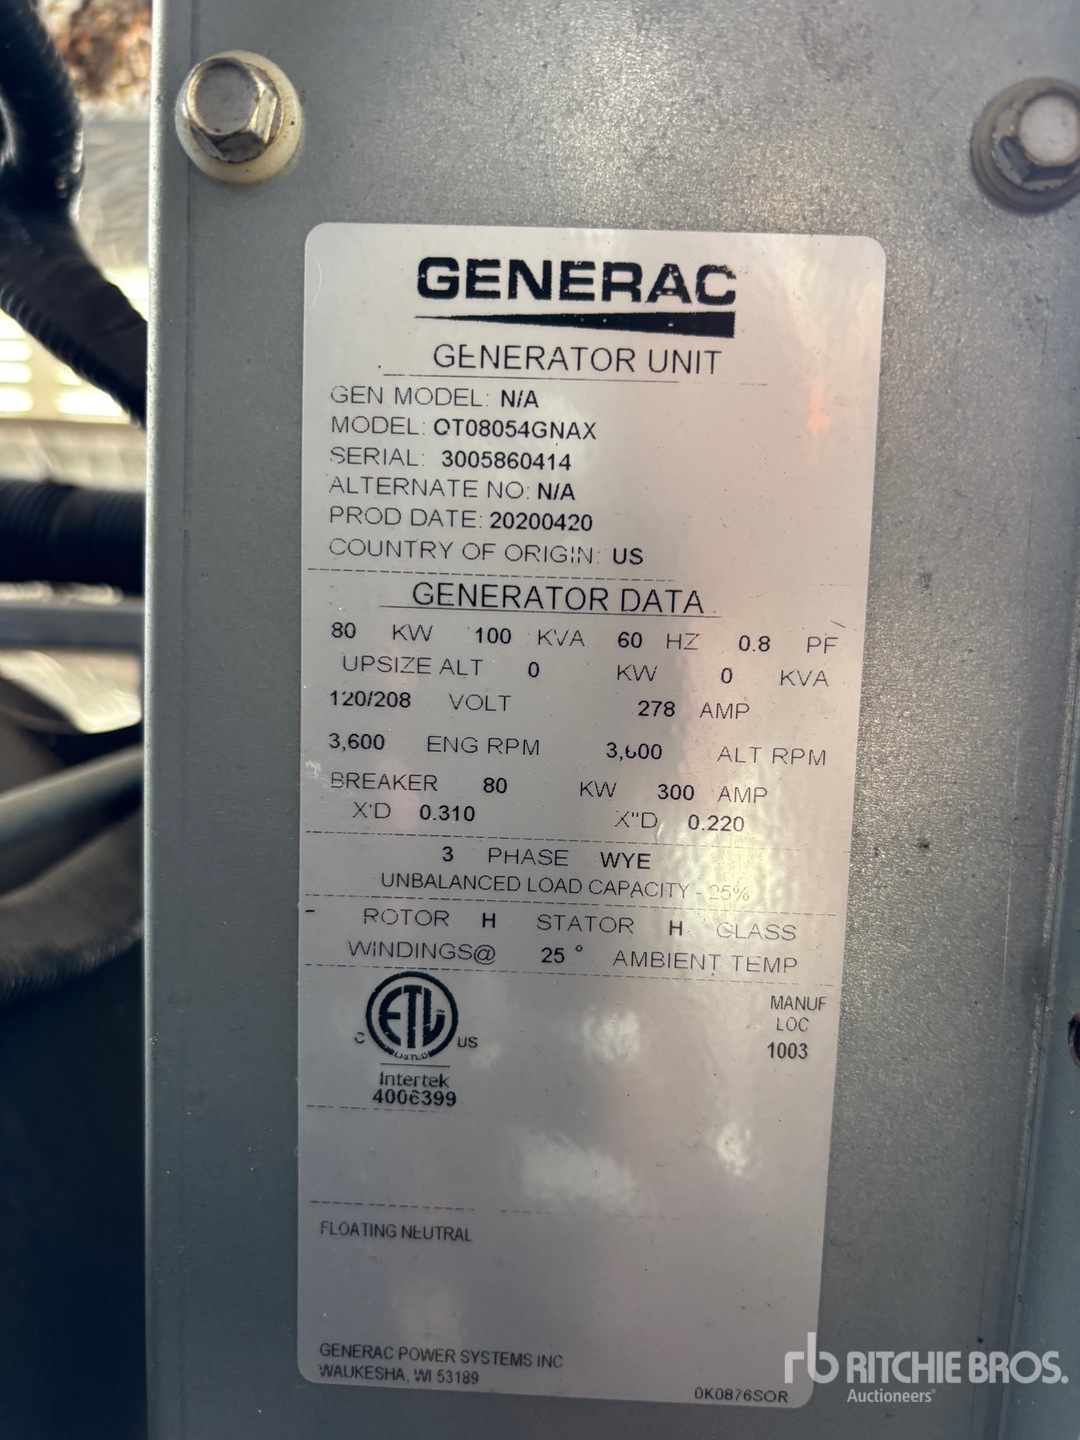 GENERAC
GENERATOR UNIT
GEN MODEL: N/A
MODEL: QT08054GNAX
SERIAL: 3005860414
ALTERNATE NO: N/A
PROD DATE: 20200420
COUNTRY OF ORIGIN: US
GENERATOR DATA
80 KW 100 KVA 60 HZ 0.8 PF
UPSIZE ALT 0 KW 0 KVA
120/208 VOLT 278 AMP
3,600 ENG RPM 3,600 ALT RPM
BREAKER 80 KW 300 AMP
X'D 0.310 X"D 0.220
3 PHASE WYE
UNBALANCED LOAD CAPACITY - 25%
ROTOR H STATOR H CLASS
WINDINGS@ 25° AMBIENT TEMP
ETL
LISTED
C US
Intertek
4006399
MANUF
LOC
1003
FLOATING NEUTRAL
GENERAC POWER SYSTEMS INC
WAUKESHA, WI 53189
0K0876SOR
rb RITCHIE BROS.
Auctioneers